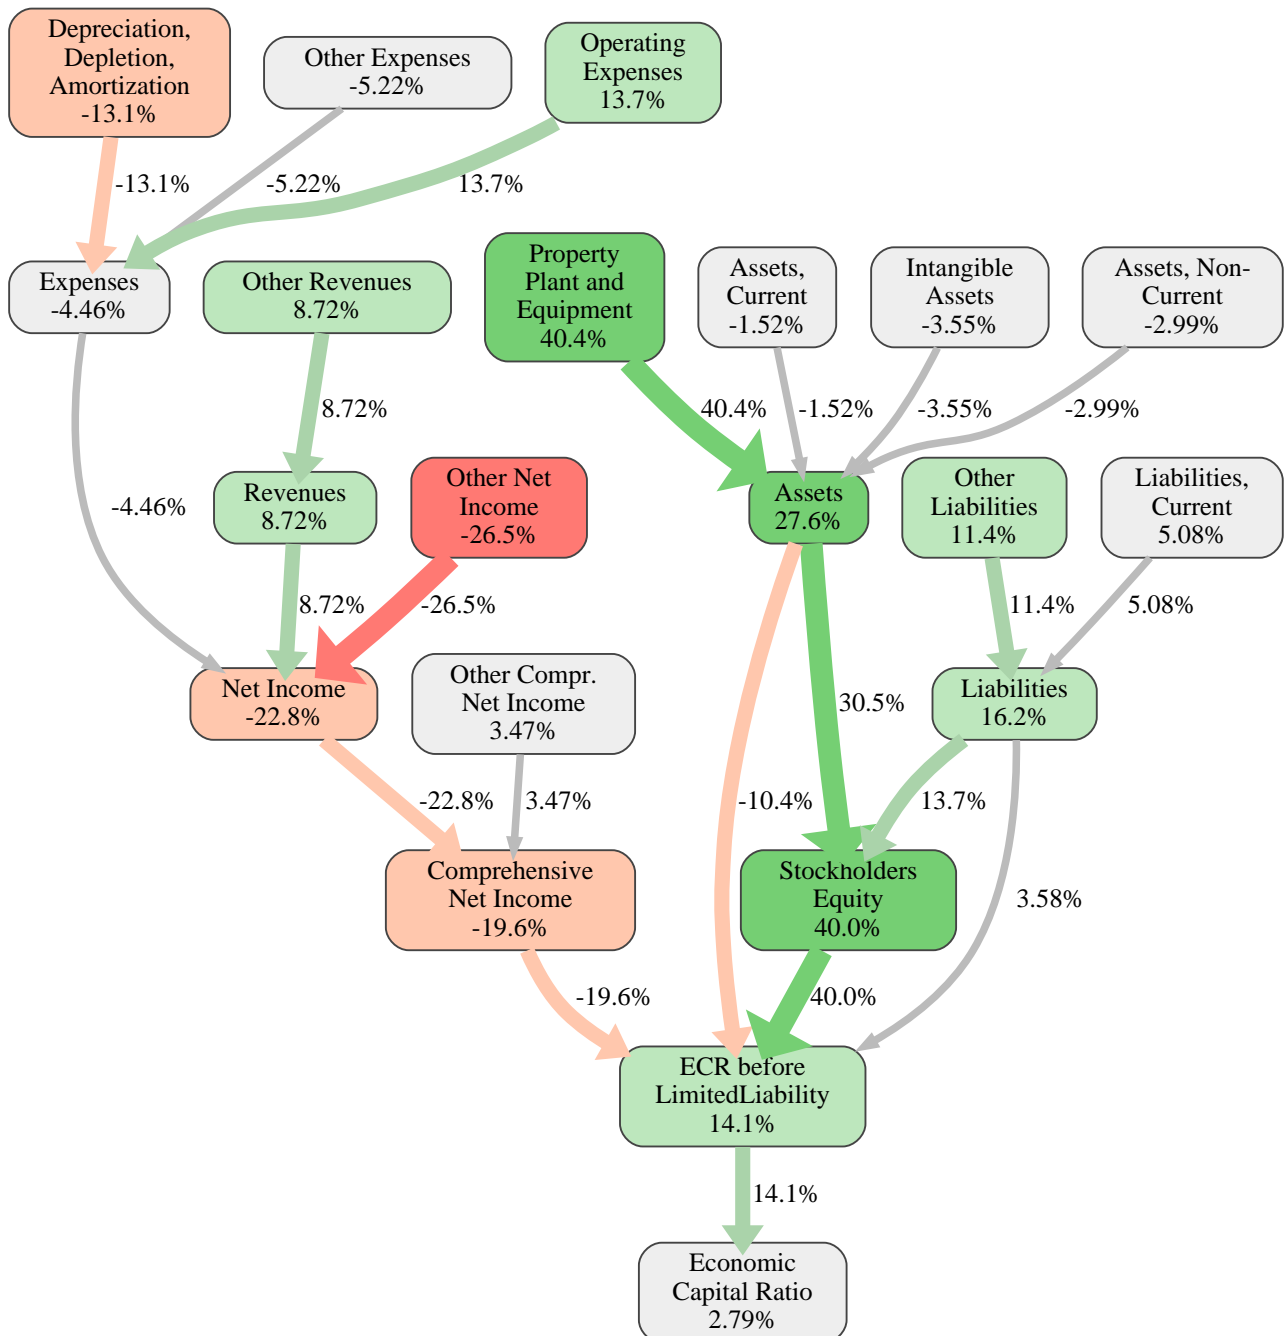 Depreciation,
Depletion,
Amortization
-13.1%
Other Expenses
-5.22%
Operating
Expenses
13.7%
-13.1%
-5.22%
13.7%
Expenses
-4.46%
Other Revenues
8.72%
Property
Plant and
Equipment
40.4%
Assets,
Current
-1.52%
Intangible
Assets
-3.55%
Assets, Non-
Current
-2.99%
8.72%
40.4%
-1.52%
-3.55%
-2.99%
-4.46%
Revenues
8.72%
Other Net
Income
-26.5%
Assets
27.6%
Other
Liabilities
11.4%
Liabilities,
Current
5.08%
8.72%
-26.5%
11.4%
5.08%
Net Income
-22.8%
Other Compr.
Net Income
3.47%
30.5%
Liabilities
16.2%
-22.8%
3.47%
-10.4%
13.7%
Comprehensive
Net Income
-19.6%
Stockholders
Equity
40.0%
3.58%
-19.6%
40.0%
ECR before
LimitedLiability
14.1%
14.1%
Economic
Capital Ratio
2.79%